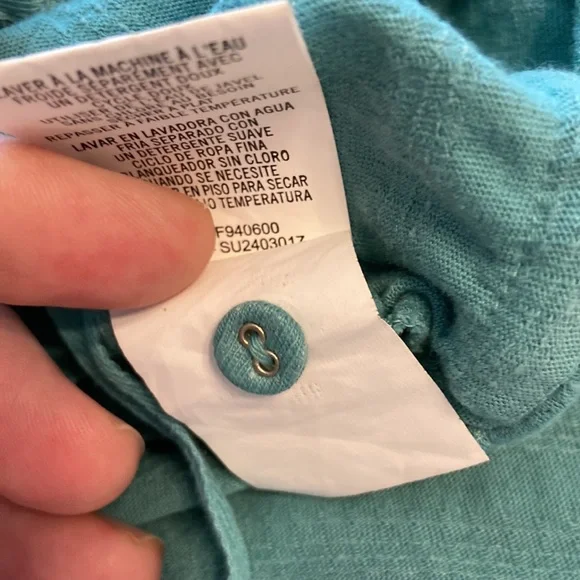 LAVER À LA MACHINE À L'EAU
FROIDE SÉPARÉMENT AVEC
UN DÉTERGENT DOUX
DE JAVEL
REPASSER A FAIBLE TEMPÉRATURE
LAVAR EN LAVADORA CON AGUA
FRIA SEPARADO CON
UN DETERGENTE SUAVE
CICLO DE ROPA FINA
BLANQUEADOR SIN CLORO
CUANDO SE NECESITE
EN PISO PARA SECAR
TEMPERATURA
F940600
SU2403017